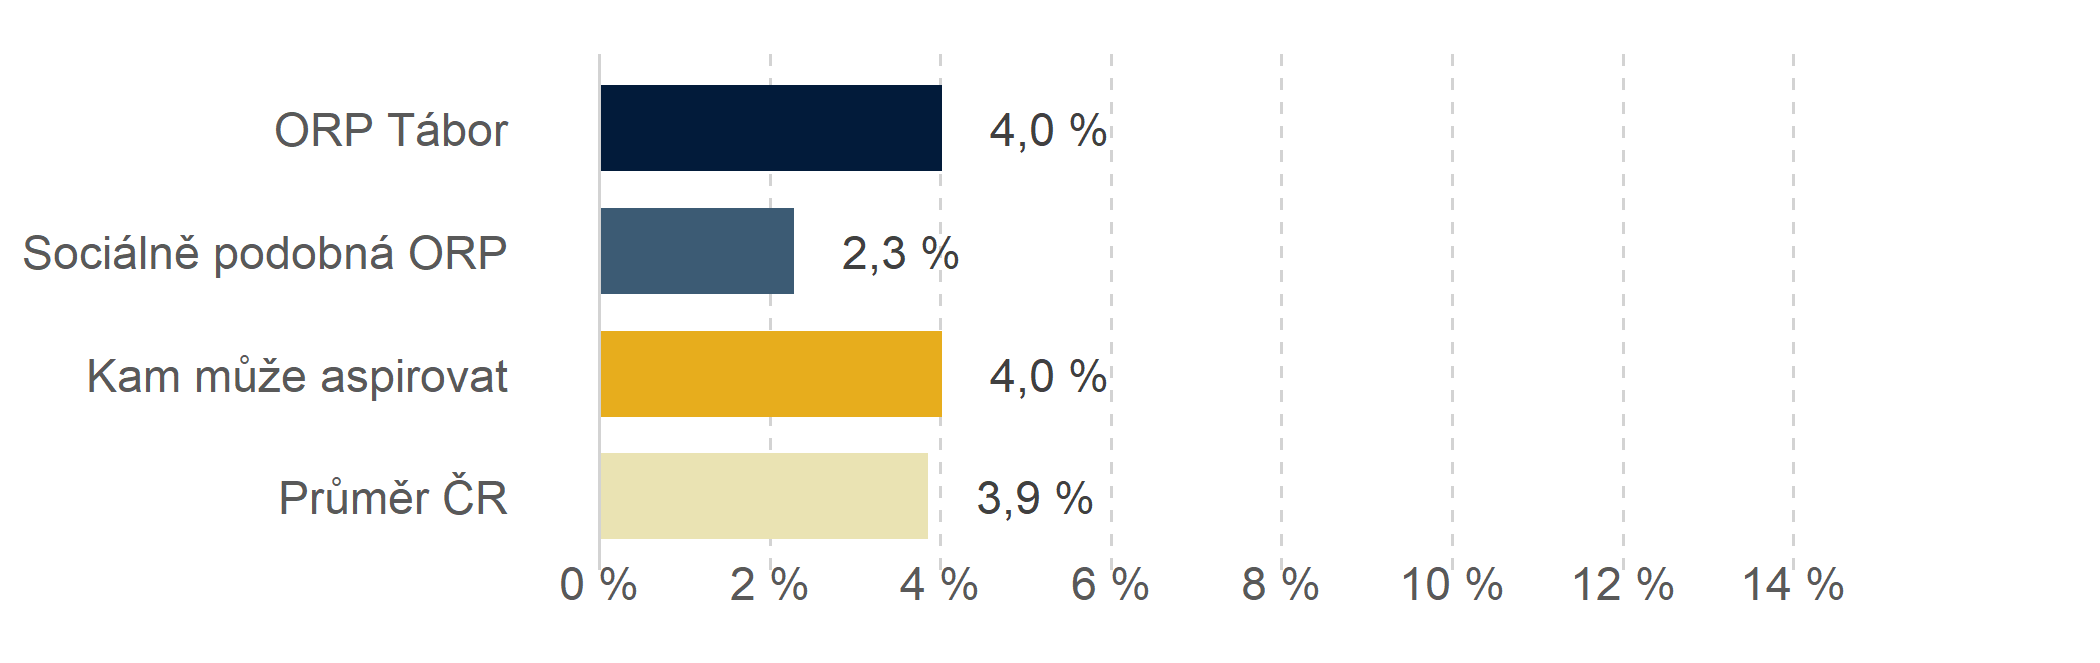 ORP Tábor 4,0 %
Sociálně podobná ORP 2,3 %
Kam může aspirovat 4,0 %
Průměr ČR 3,9 %
0 % 2 % 4 % 6 % 8 % 10 % 12 % 14 %